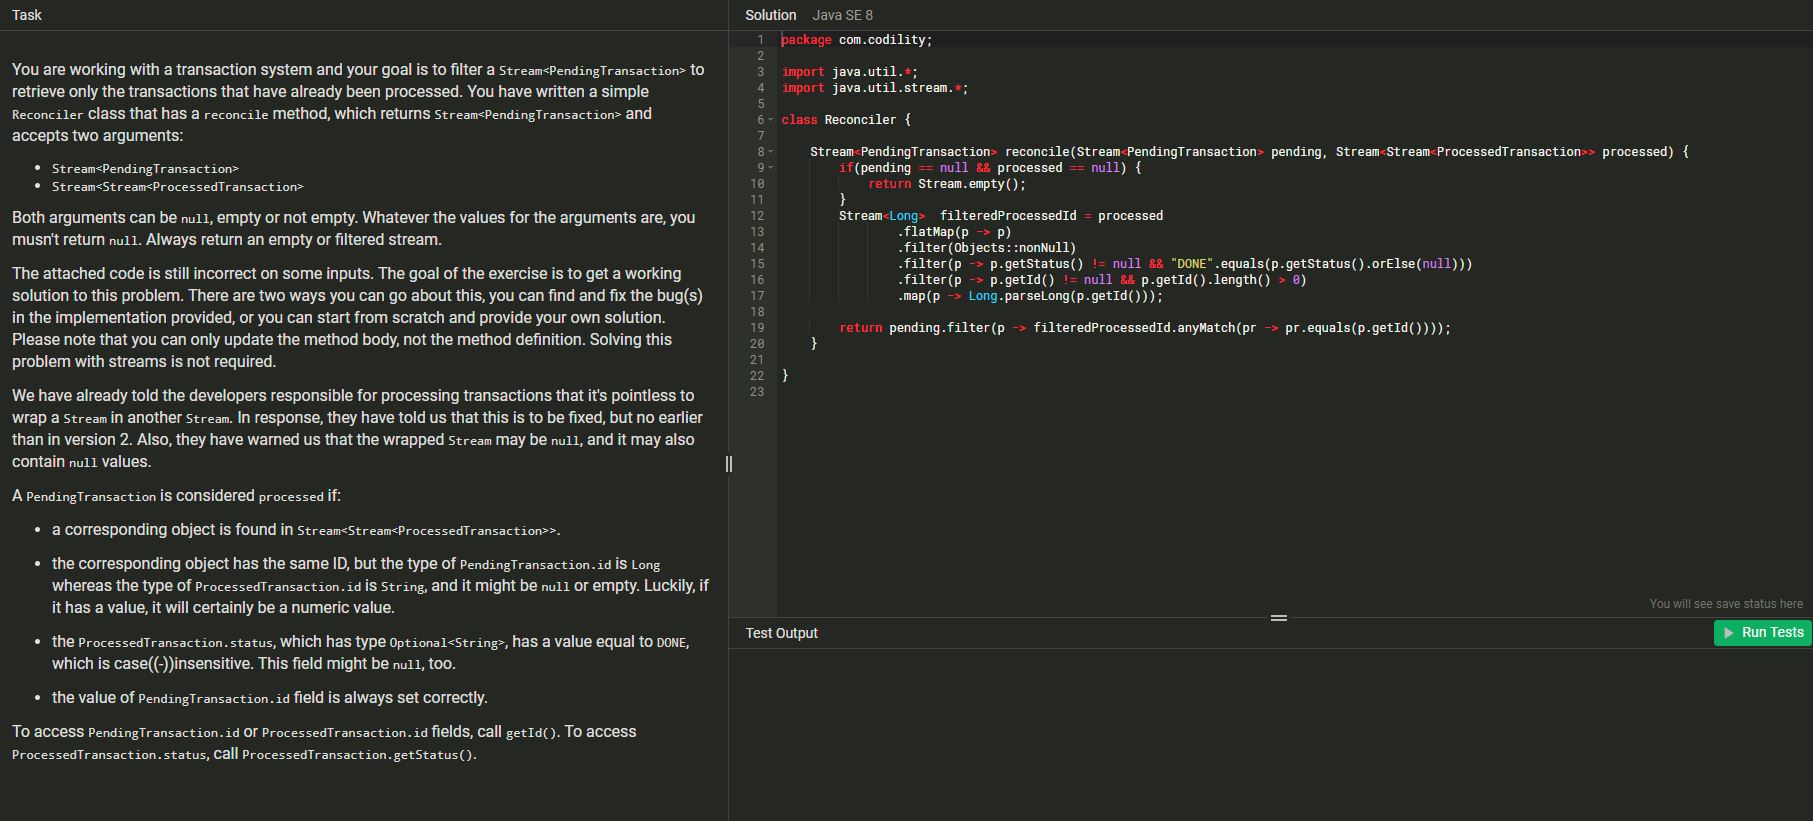 Task
You are working with a transaction system and your goal is to filter a Stream<PendingTransaction> to
retrieve only the transactions that have already been processed. You have written a simple
Reconciler class that has a reconcile method, which returns Stream<PendingTransaction> and
accepts two arguments:
• Stream<PendingTransaction>
• Stream<Stream<ProcessedTransaction>
Both arguments can be null, empty or not empty. Whatever the values for the arguments are, you
musn't return null. Always return an empty or filtered stream.
The attached code is still incorrect on some inputs. The goal of the exercise is to get a working
solution to this problem. There are two ways you can go about this, you can find and fix the bug(s)
in the implementation provided, or you can start from scratch and provide your own solution.
Please note that you can only update the method body, not the method definition. Solving this
problem with streams is not required.
We have already told the developers responsible for processing transactions that it's pointless to
wrap a Stream in another Stream. In response, they have told us that this is to be fixed, but no earlier
than in version 2. Also, they have warned us that the wrapped Stream may be null, and it may also
contain null values.
A PendingTransaction is considered processed if:
• a corresponding object is found in Stream<Stream<ProcessedTransaction>>.
• the corresponding object has the same ID, but the type of PendingTransaction.id is Long
whereas the type of ProcessedTransaction.id is String, and it might be null or empty. Luckily, if
it has a value, it will certainly be a numeric value.
• the ProcessedTransaction.status, which has type Optional<String>, has a value equal to DONE,
which is case((-))insensitive. This field might be null, too.
• the value of PendingTransaction.id field is always set correctly.
To access PendingTransaction.id or ProcessedTransaction.id fields, call getId(). To access
ProcessedTransaction.status, call ProcessedTransaction.getStatus().
Solution Java SE 8
1 package com.codility;
2
3 import java.util.*;
4 import java.util.stream.*;
5
6 class Reconciler {
7
8 Stream<PendingTransaction> reconcile(Stream<PendingTransaction> pending, Stream<Stream<ProcessedTransaction>> processed) {
9 if(pending == null && processed == null) {
10 return Stream.empty();
11 }
12 Stream<Long> filteredProcessedId = processed
13 .flatMap(p -> p)
14 .filter(Objects::nonNull)
15 .filter(p -> p.getStatus() != null && "DONE".equals(p.getStatus().orElse(null)))
16 .filter(p -> p.getId() != null && p.getId().length() > 0)
17 .map(p -> Long.parseLong(p.getId()));
18
19 return pending.filter(p -> filteredProcessedId.anyMatch(pr -> pr.equals(p.getId())));
20 }
21
22 }
23
You will see save status here
Test Output
Run Tests